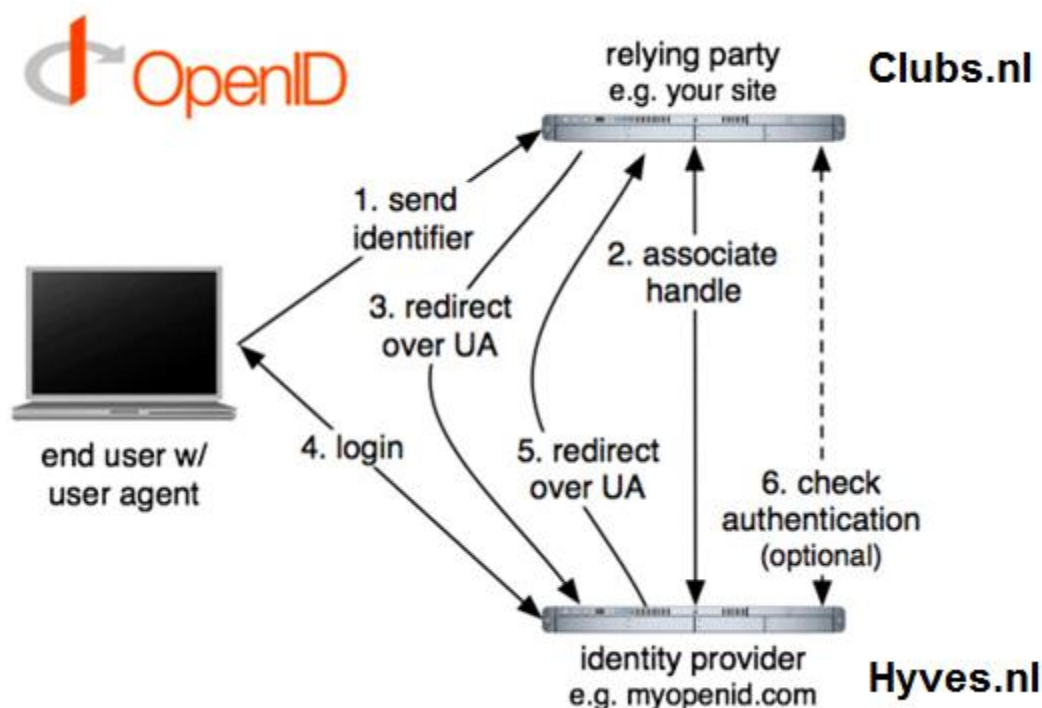 OpenID
relying party
e.g. your site
Clubs.nl
1. send
identifier
2. associate
handle
3. redirect
over UA
4. login
5. redirect
over UA
6. check
authentication
(optional)
end user w/
user agent
identity provider
e.g. myopenid.com
Hyves.nl